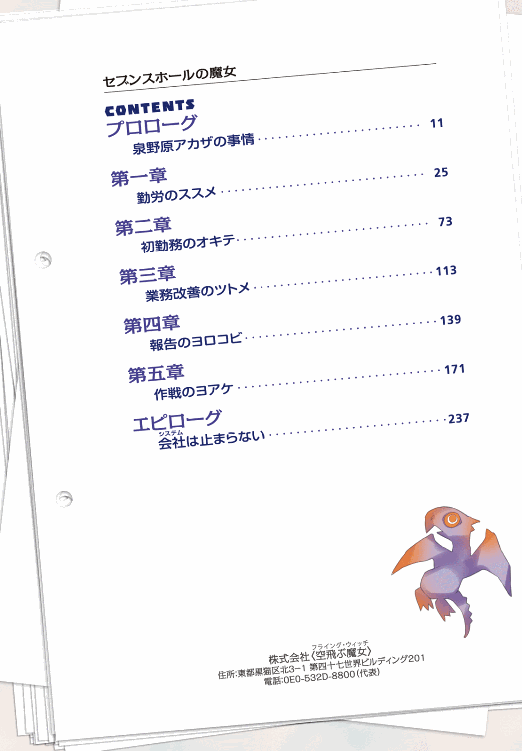 セブンスホールの魔女
CONTENTS
プロローグ
泉野原アカザの事情 11
第一章
勤労のススメ 25
第二章
初勤務のオキテ 73
第三章
業務改善のツトメ 113
第四章
報告のヨロコビ 139
第五章
作戦のヨアケ 171
エピローグ
システム
会社は止まらない 237
フライング・ウィッチ
株式会社〈空飛ぶ魔女〉
住所:東都黒猫区北3-1 第四十七世界ビルディング201
電話:0E0-532D-8800(代表)